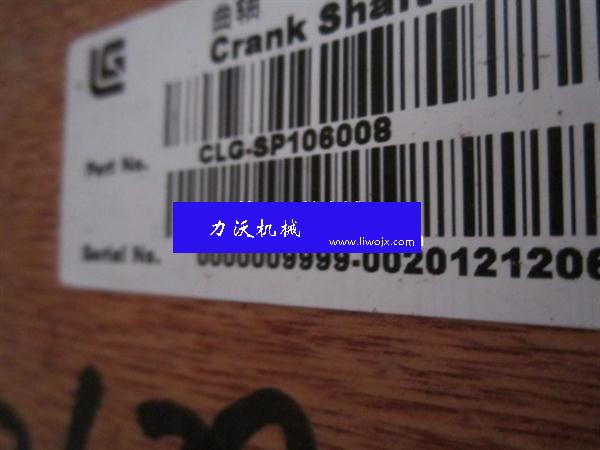 曲轴
Crank Shaft
CLG-SP106008
Part No.
力沃机械
www.liwojx.com
Serial No.
0000009999-0020121206